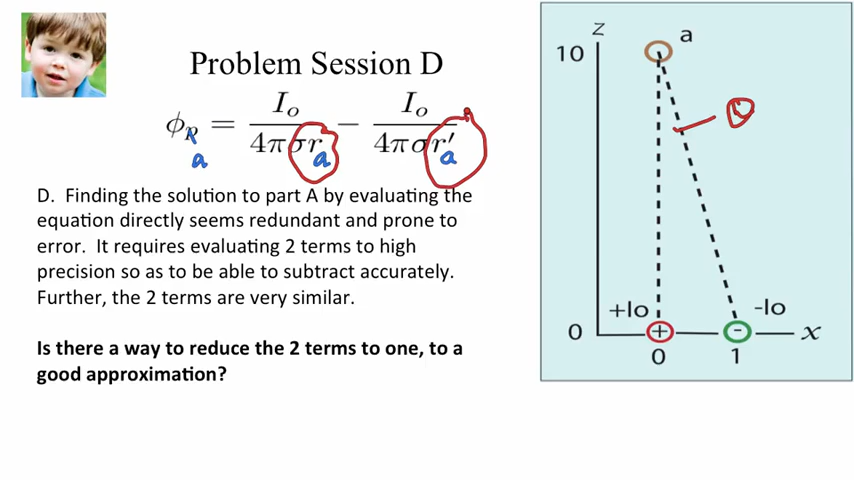 Problem Session D
ϕₚ = Iₒ / 4πσr − Iₒ / 4πσr′
a a a
D. Finding the solution to part A by evaluating the
equation directly seems redundant and prone to
error. It requires evaluating 2 terms to high
precision so as to be able to subtract accurately.
Further, the 2 terms are very similar.
Is there a way to reduce the 2 terms to one, to a
good approximation?
z
a
10
+Io
-Io
0
+
-
x
0
1